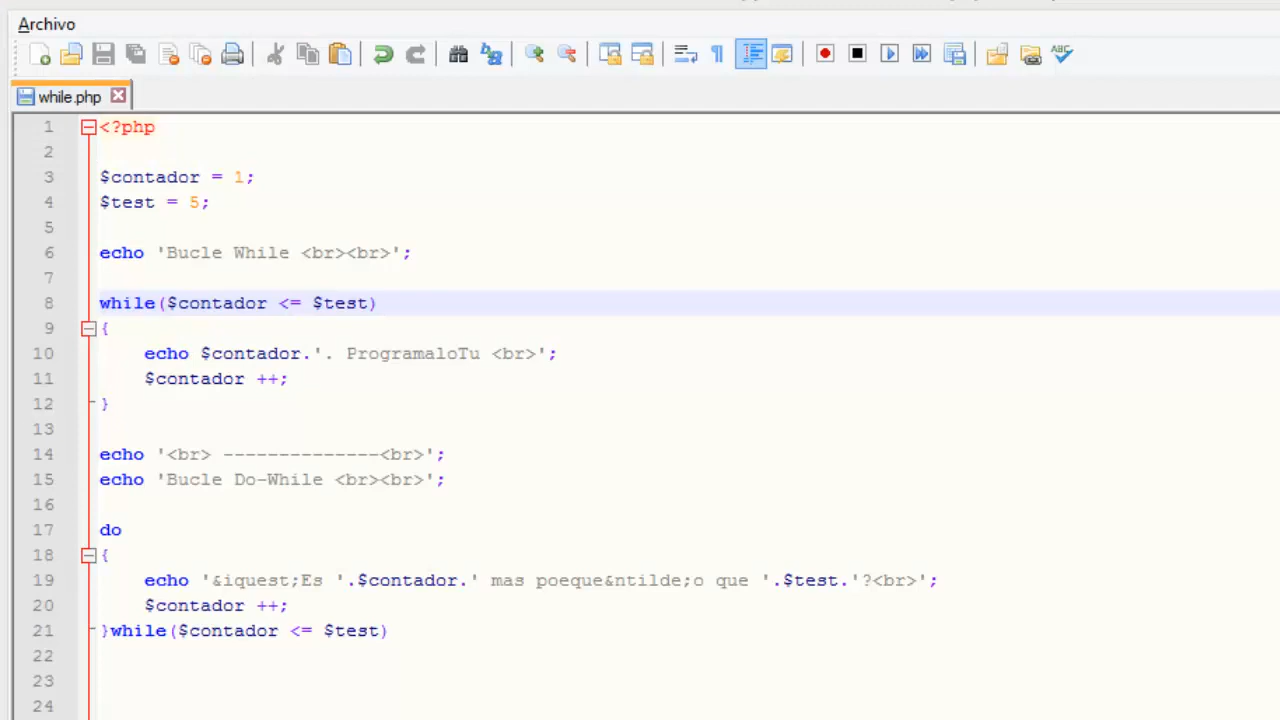 Archivo
while.php
1 <?php
2
3 $contador = 1;
4 $test = 5;
5
6 echo 'Bucle While <br><br>';
7
8 while($contador <= $test)
9 {
10 echo $contador.'. ProgramaloTu <br>';
11 $contador ++;
12 }
13
14 echo '<br> --------------<br>';
15 echo 'Bucle Do-While <br><br>';
16
17 do
18 {
19 echo '&iquest;Es '.$contador.' mas poeque&ntilde;o que '.$test.'?<br>';
20 $contador ++;
21 }while($contador <= $test)
22
23
24